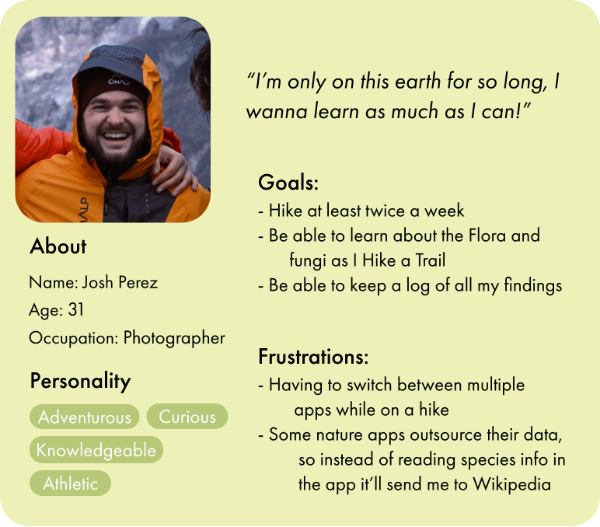 CIMALP
"I'm only on this earth for so long, I
wanna learn as much as I can!"
About
Name: Josh Perez
Age: 31
Occupation: Photographer
Personality
Adventurous Curious
Knowledgeable
Athletic
Goals:
- Hike at least twice a week
- Be able to learn about the Flora and
fungi as I Hike a Trail
- Be able to keep a log of all my findings
Frustrations:
- Having to switch between multiple
apps while on a hike
- Some nature apps outsource their data,
so instead of reading species info in
the app it'll send me to Wikipedia